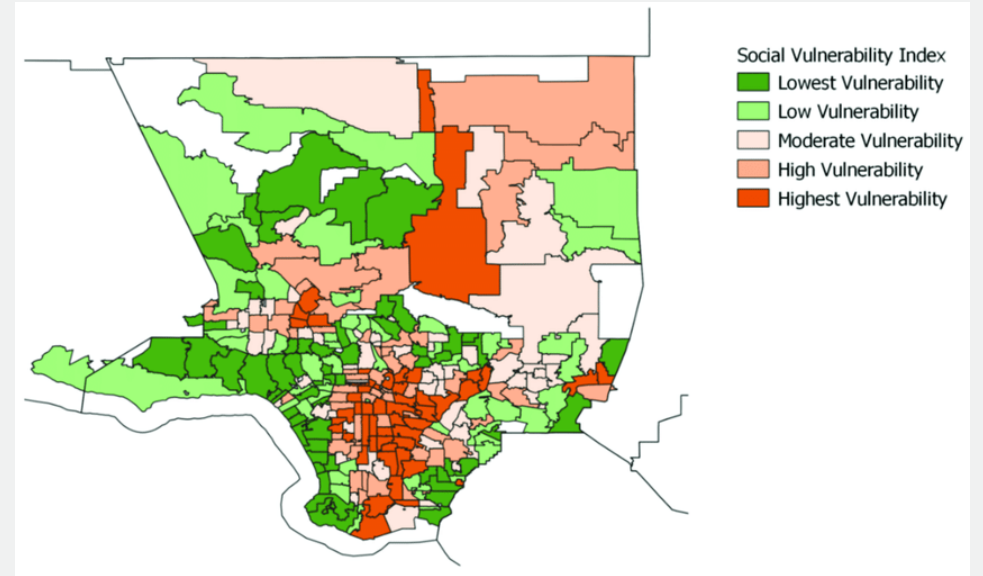 Social Vulnerability Index
Lowest Vulnerability
Low Vulnerability
Moderate Vulnerability
High Vulnerability
Highest Vulnerability